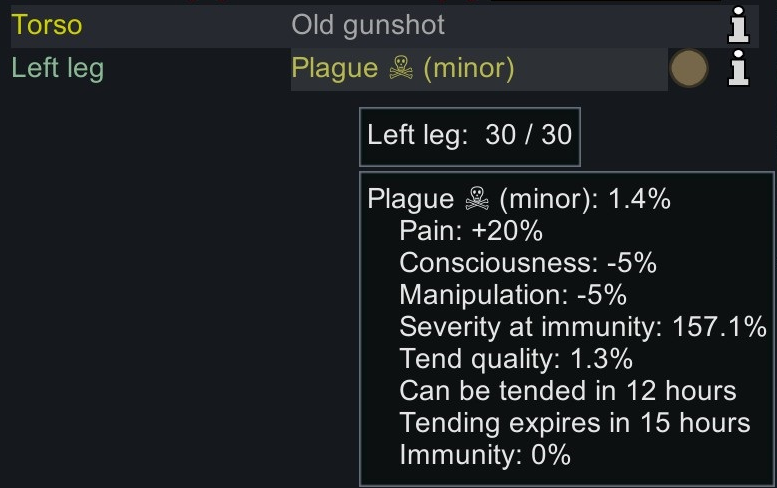 Torso Old gunshot
Left leg Plague ☠ (minor)
Left leg: 30 / 30
Plague ☠ (minor): 1.4%
Pain: +20%
Consciousness: -5%
Manipulation: -5%
Severity at immunity: 157.1%
Tend quality: 1.3%
Can be tended in 12 hours
Tending expires in 15 hours
Immunity: 0%